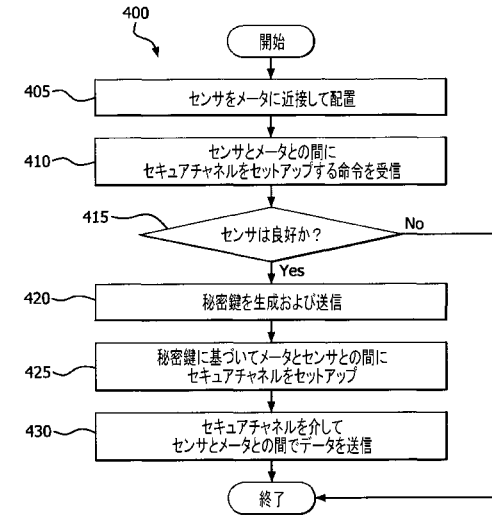 400
開始
405
センサをメータに近接して配置
410
センサとメータとの間に
セキュアチャネルをセットアップする命令を受信
415
センサは良好か？
No
Yes
420
秘密鍵を生成および送信
425
秘密鍵に基づいてメータとセンサとの間に
セキュアチャネルをセットアップ
430
セキュアチャネルを介して
センサとメータとの間でデータを送信
終了